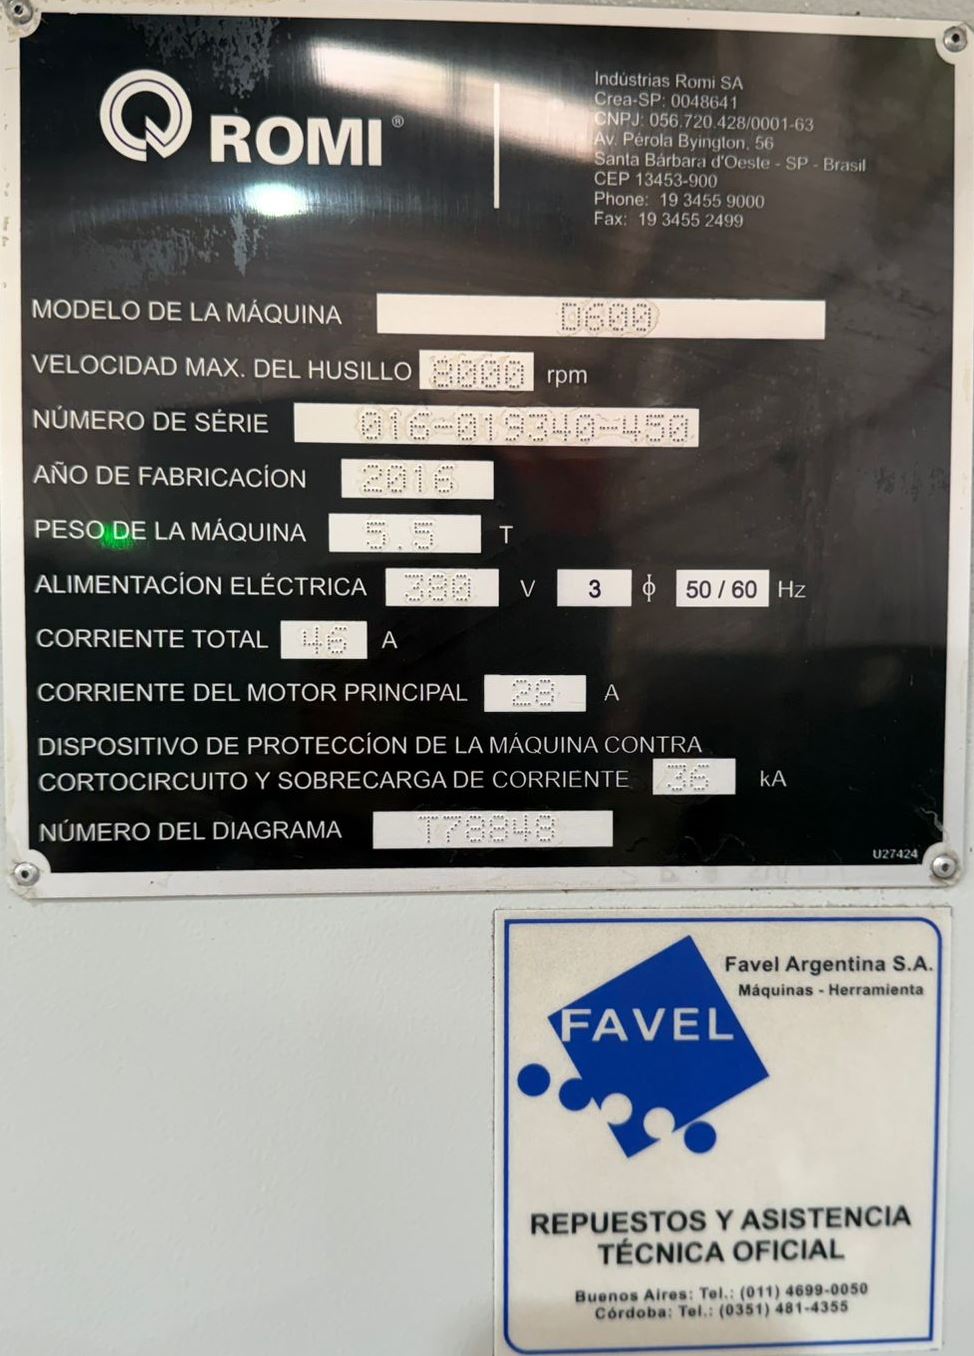 ROMI®
Indústrias Romi SA
Crea-SP: 0048641
CNPJ: 056.720.428/0001-63
Av. Pérola Byington, 56
Santa Bárbara d'Oeste - SP - Brasil
CEP 13453-900
Phone: 19 3455 9000
Fax: 19 3455 2499
MODELO DE LA MÁQUINA D600
VELOCIDAD MAX. DEL HUSILLO 8000 rpm
NÚMERO DE SÉRIE 016-019340-450
AÑO DE FABRICACÍON 2016
PESO DE LA MÁQUINA 5.5 T
ALIMENTACÍON ELÉCTRICA 380 V 3 ϕ 50 / 60 Hz
CORRIENTE TOTAL 46 A
CORRIENTE DEL MOTOR PRINCIPAL 28 A
DISPOSITIVO DE PROTECCÍON DE LA MÁQUINA CONTRA
CORTOCIRCUITO Y SOBRECARGA DE CORRIENTE 36 kA
NÚMERO DEL DIAGRAMA T78848
U27424
Favel Argentina S.A.
Máquinas - Herramienta
FAVEL
REPUESTOS Y ASISTENCIA
TÉCNICA OFICIAL
Buenos Aires: Tel.: (011) 4699-0050
Córdoba: Tel.: (0351) 481-4355